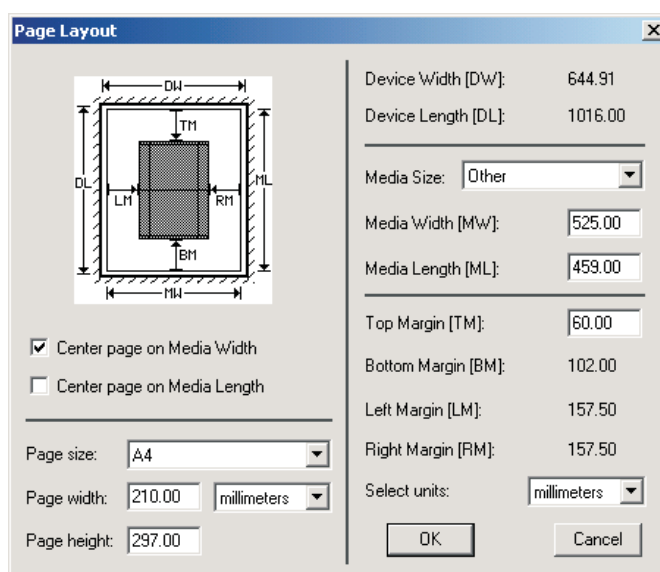 Page Layout
DW
TM
DL
ML
LM
RM
BM
MW
Center page on Media Width
Center page on Media Length
Page size: A4
Page width: 210.00 millimeters
Page height: 297.00
Device Width [DW]: 644.91
Device Length [DL]: 1016.00
Media Size: Other
Media Width [MW]: 525.00
Media Length [ML]: 459.00
Top Margin [TM]: 60.00
Bottom Margin [BM]: 102.00
Left Margin [LM]: 157.50
Right Margin [RM]: 157.50
Select units: millimeters
OK Cancel